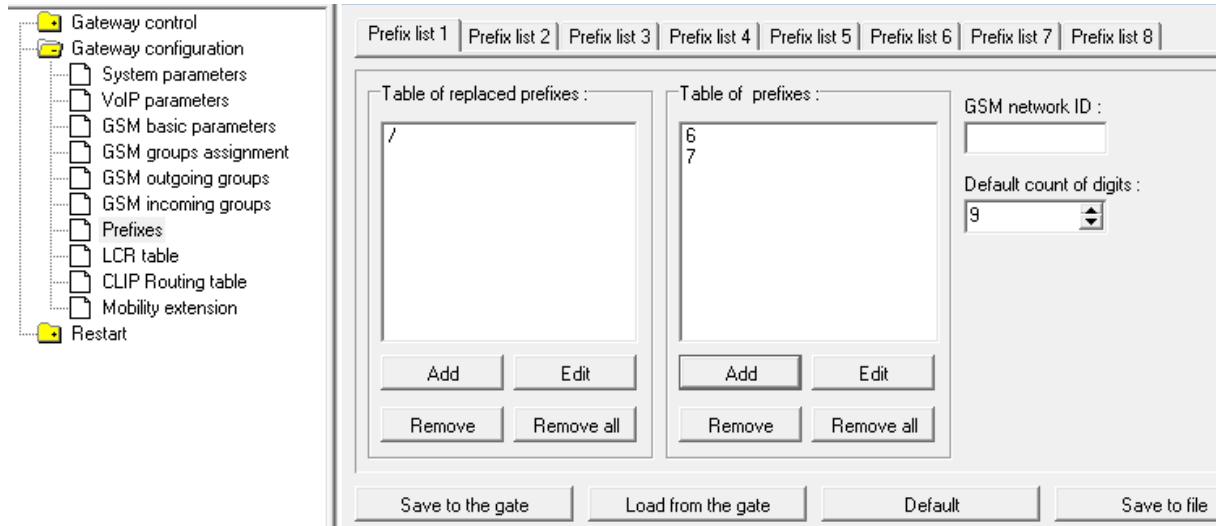 Gateway control
Gateway configuration
System parameters
VoIP parameters
GSM basic parameters
GSM groups assignment
GSM outgoing groups
GSM incoming groups
Prefixes
LCR table
CLIP Routing table
Mobility extension
Restart
Prefix list 1 Prefix list 2 Prefix list 3 Prefix list 4 Prefix list 5 Prefix list 6 Prefix list 7 Prefix list 8
Table of replaced prefixes :
/
Add Edit
Remove Remove all
Table of prefixes :
6
7
Add Edit
Remove Remove all
GSM network ID :
Default count of digits :
9
Save to the gate Load from the gate Default Save to file